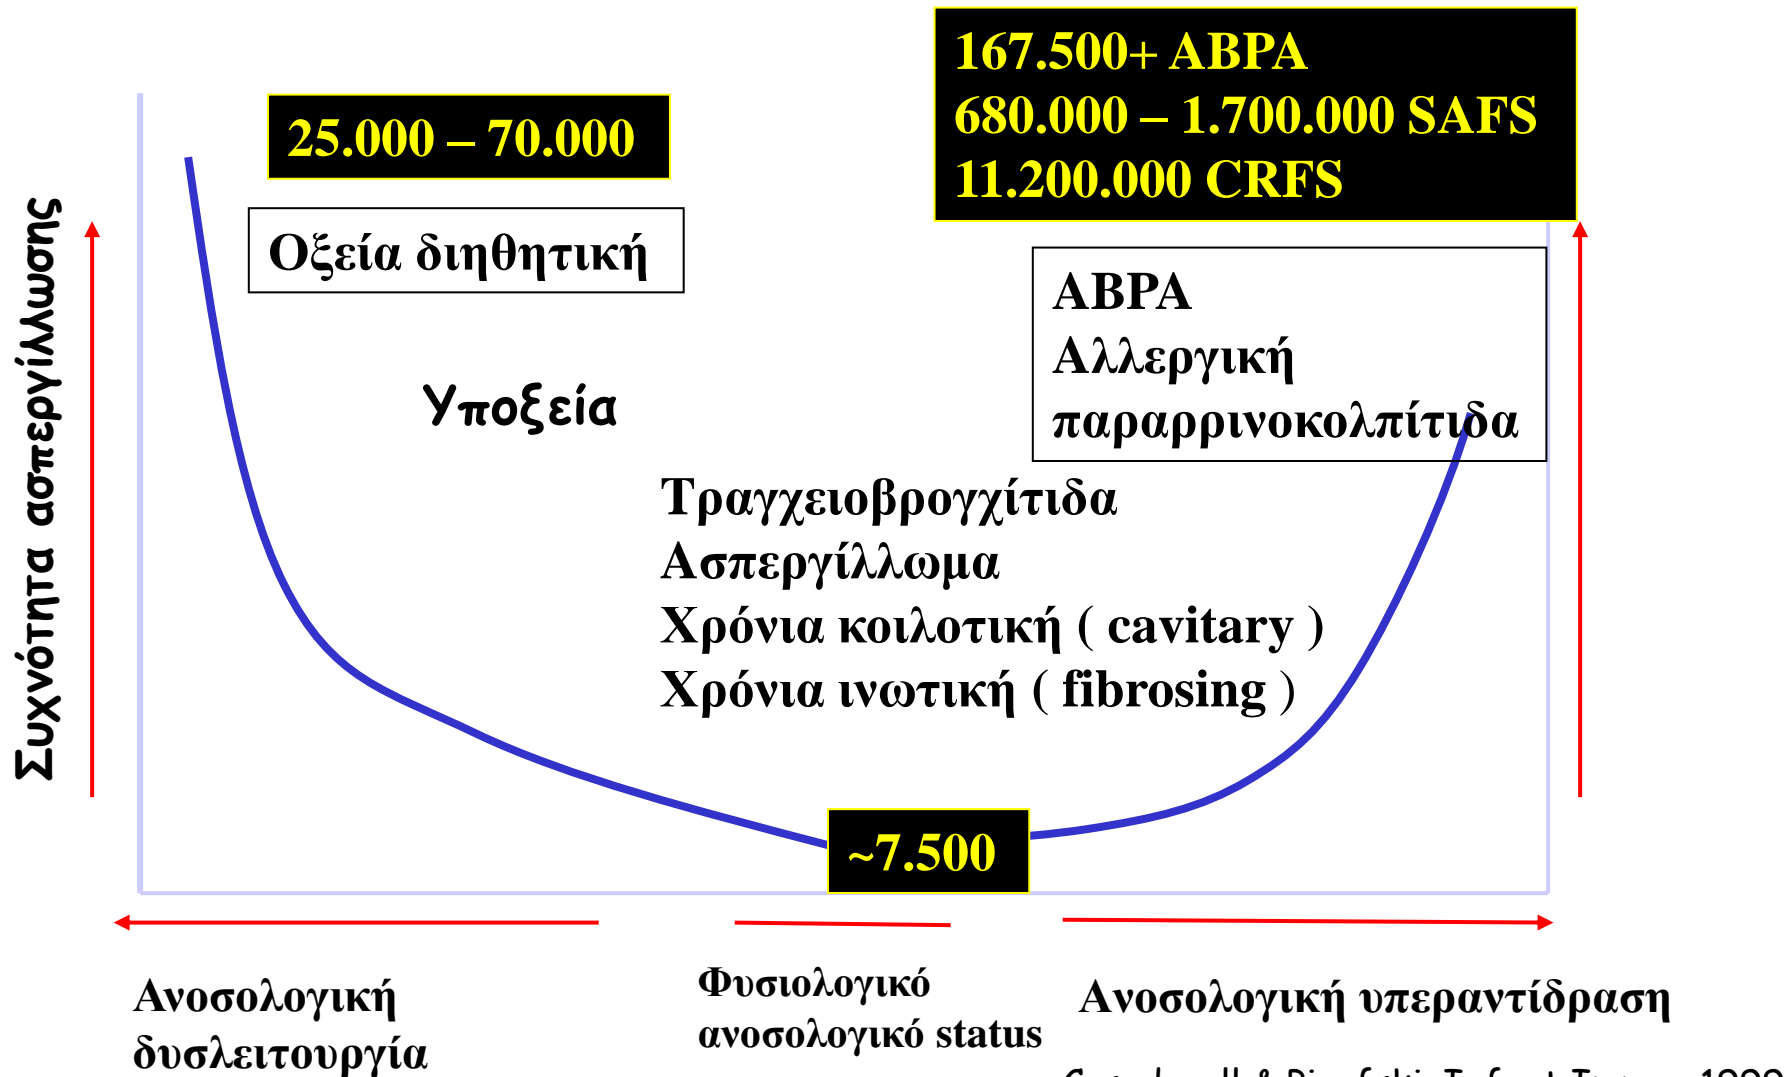 167.500+ ABPA
680.000 – 1.700.000 SAFS
11.200.000 CRFS
25.000 – 70.000
Οξεία διηθητική
ABPA
Αλλεργική
παραρρινοκολπίτιδα
Υποξεία
Τραγχειοβρογχίτιδα
Ασπεργίλλωμα
Χρόνια κοιλοτική ( cavitary )
Χρόνια ινωτική ( fibrosing )
Συχνότητα ασπεργίλλωσης
~7.500
Ανοσολογική
δυσλειτουργία
Φυσιολογικό
ανοσολογικό status
Ανοσολογική υπεραντίδραση